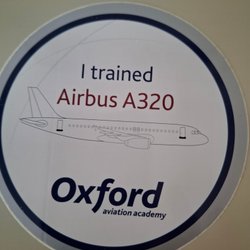 I trained
Airbus A320
Oxford
aviation academy